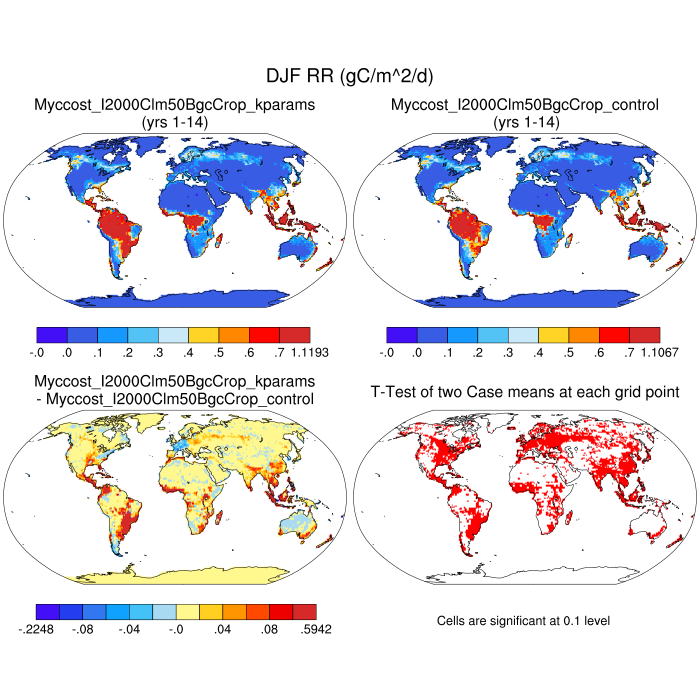 DJF RR (gC/m^2/d)
Myccost_I2000Clm50BgcCrop_kparams
(yrs 1-14)
Myccost_I2000Clm50BgcCrop_control
(yrs 1-14)
-.0 .0 .1 .2 .3 .4 .5 .6 .7 1.1193
-.0 .0 .1 .2 .3 .4 .5 .6 .7 1.1067
Myccost_I2000Clm50BgcCrop_kparams
- Myccost_I2000Clm50BgcCrop_control
T-Test of two Case means at each grid point
-.2248 -.08 -.04 -.0 .04 .08 .5942
Cells are significant at 0.1 level